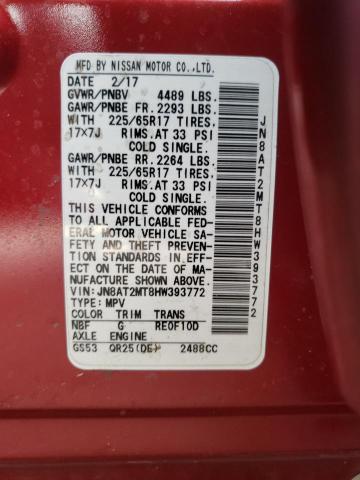 MFD BY NISSAN MOTOR CO.,LTD.
DATE 2/17
GVWR/PNBV 4489 LBS.
GAWR/PNBE FR. 2293 LBS.
WITH 225/65R17 TIRES,
17X7J RIMS.AT 33 PSI
COLD SINGLE.
GAWR/PNBE RR. 2264 LBS.
WITH 225/65R17 TIRES,
17X7J RIMS.AT 33 PSI
COLD SINGLE.
THIS VEHICLE CONFORMS
TO ALL APPLICABLE FED-
ERAL MOTOR VEHICLE SA-
FETY AND THEFT PREVEN-
TION STANDARDS IN EFF-
ECT ON THE DATE OF MA-
NUFACTURE SHOWN ABOVE.
VIN: JN8AT2MT8HW393772
TYPE: MPV
COLOR TRIM TRANS
NBF G RE0F10D
AXLE ENGINE
GS53 QR25(DE) 2488CC
JN8AT2MT8HW393772